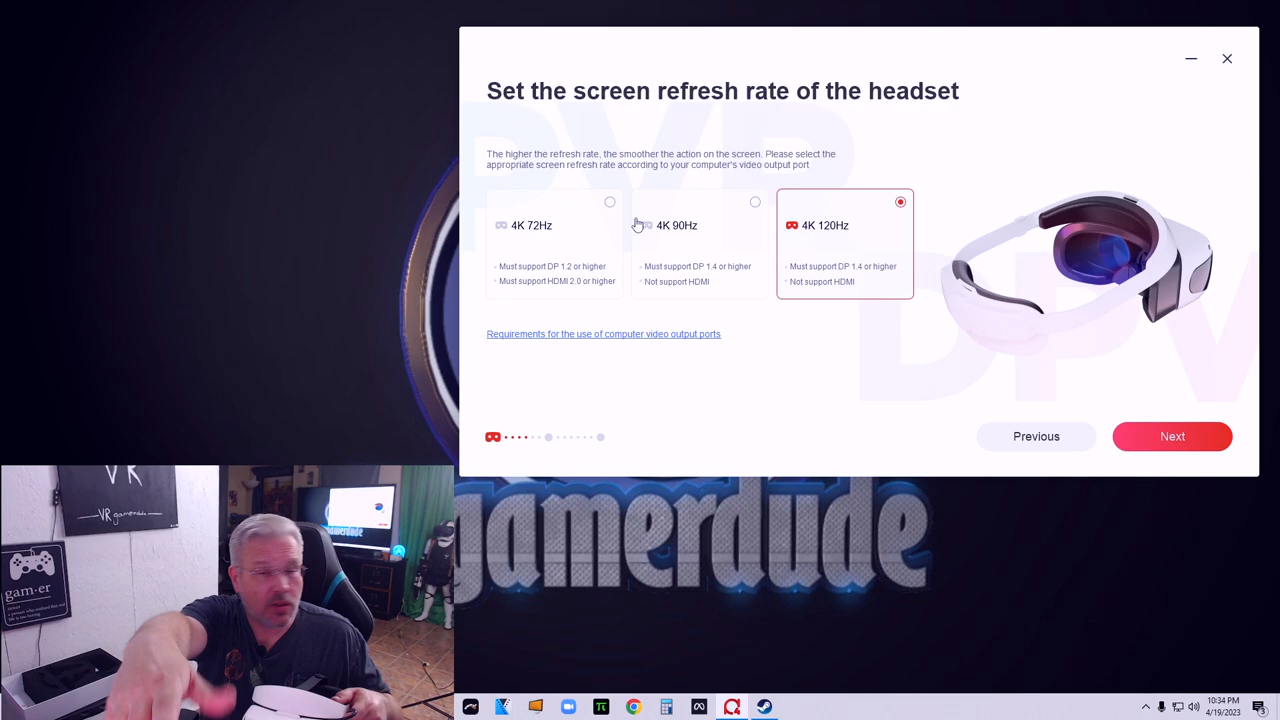 Set the screen refresh rate of the headset
The higher the refresh rate, the smoother the action on the screen. Please select the
appropriate screen refresh rate according to your computer's video output port
4K 72Hz
Must support DP 1.2 or higher
Must support HDMI 2.0 or higher
4K 90Hz
Must support DP 1.4 or higher
Not support HDMI
4K 120Hz
Must support DP 1.4 or higher
Not support HDMI
Requirements for the use of computer video output ports
Previous
Next
gamerdude
VR
VR gamerdude
gam·er
10:34 PM
4/19/2023